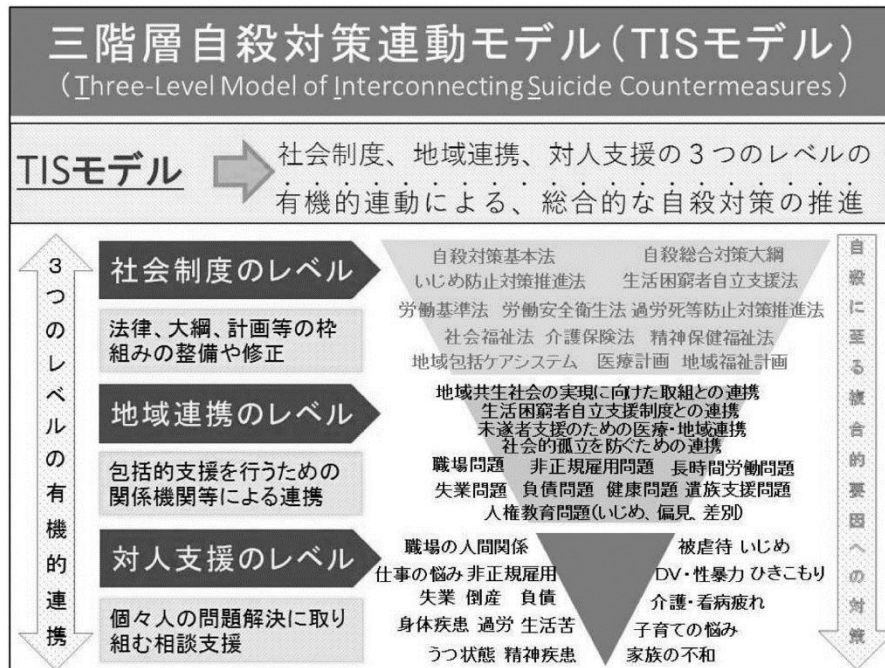 三階層自殺対策連動モデル(TISモデル)
(Three-Level Model of Interconnecting Suicide Countermeasures)
TISモデル
社会制度、地域連携、対人支援の3つのレベルの
有機的連動による、総合的な自殺対策の推進
3つのレベルの有機的連携
社会制度のレベル
法律、大綱、計画等の枠
組みの整備や修正
自殺対策基本法 自殺総合対策大綱
いじめ防止対策推進法 生活困窮者自立支援法
労働基準法 労働安全衛生法 過労死等防止対策推進法
社会福祉法 介護保険法 精神保健福祉法
地域包括ケアシステム 医療計画 地域福祉計画
地域連携のレベル
包括的支援を行うための
関係機関等による連携
地域共生社会の実現に向けた取組との連携
生活困窮者自立支援制度との連携
未遂者支援のための医療・地域連携
社会的孤立を防ぐための連携
職場問題 非正規雇用問題 長時間労働問題
失業問題 負債問題 健康問題 遺族支援問題
人権教育問題(いじめ、偏見、差別)
対人支援のレベル
個々人の問題解決に取り
組む相談支援
職場の人間関係 被虐待 いじめ
仕事の悩み 非正規雇用 DV・性暴力 ひきこもり
失業 倒産 負債 介護・看病疲れ
身体疾患 過労 生活苦 子育ての悩み
うつ状態 精神疾患 家族の不和
自殺に至る複合的要因への対策